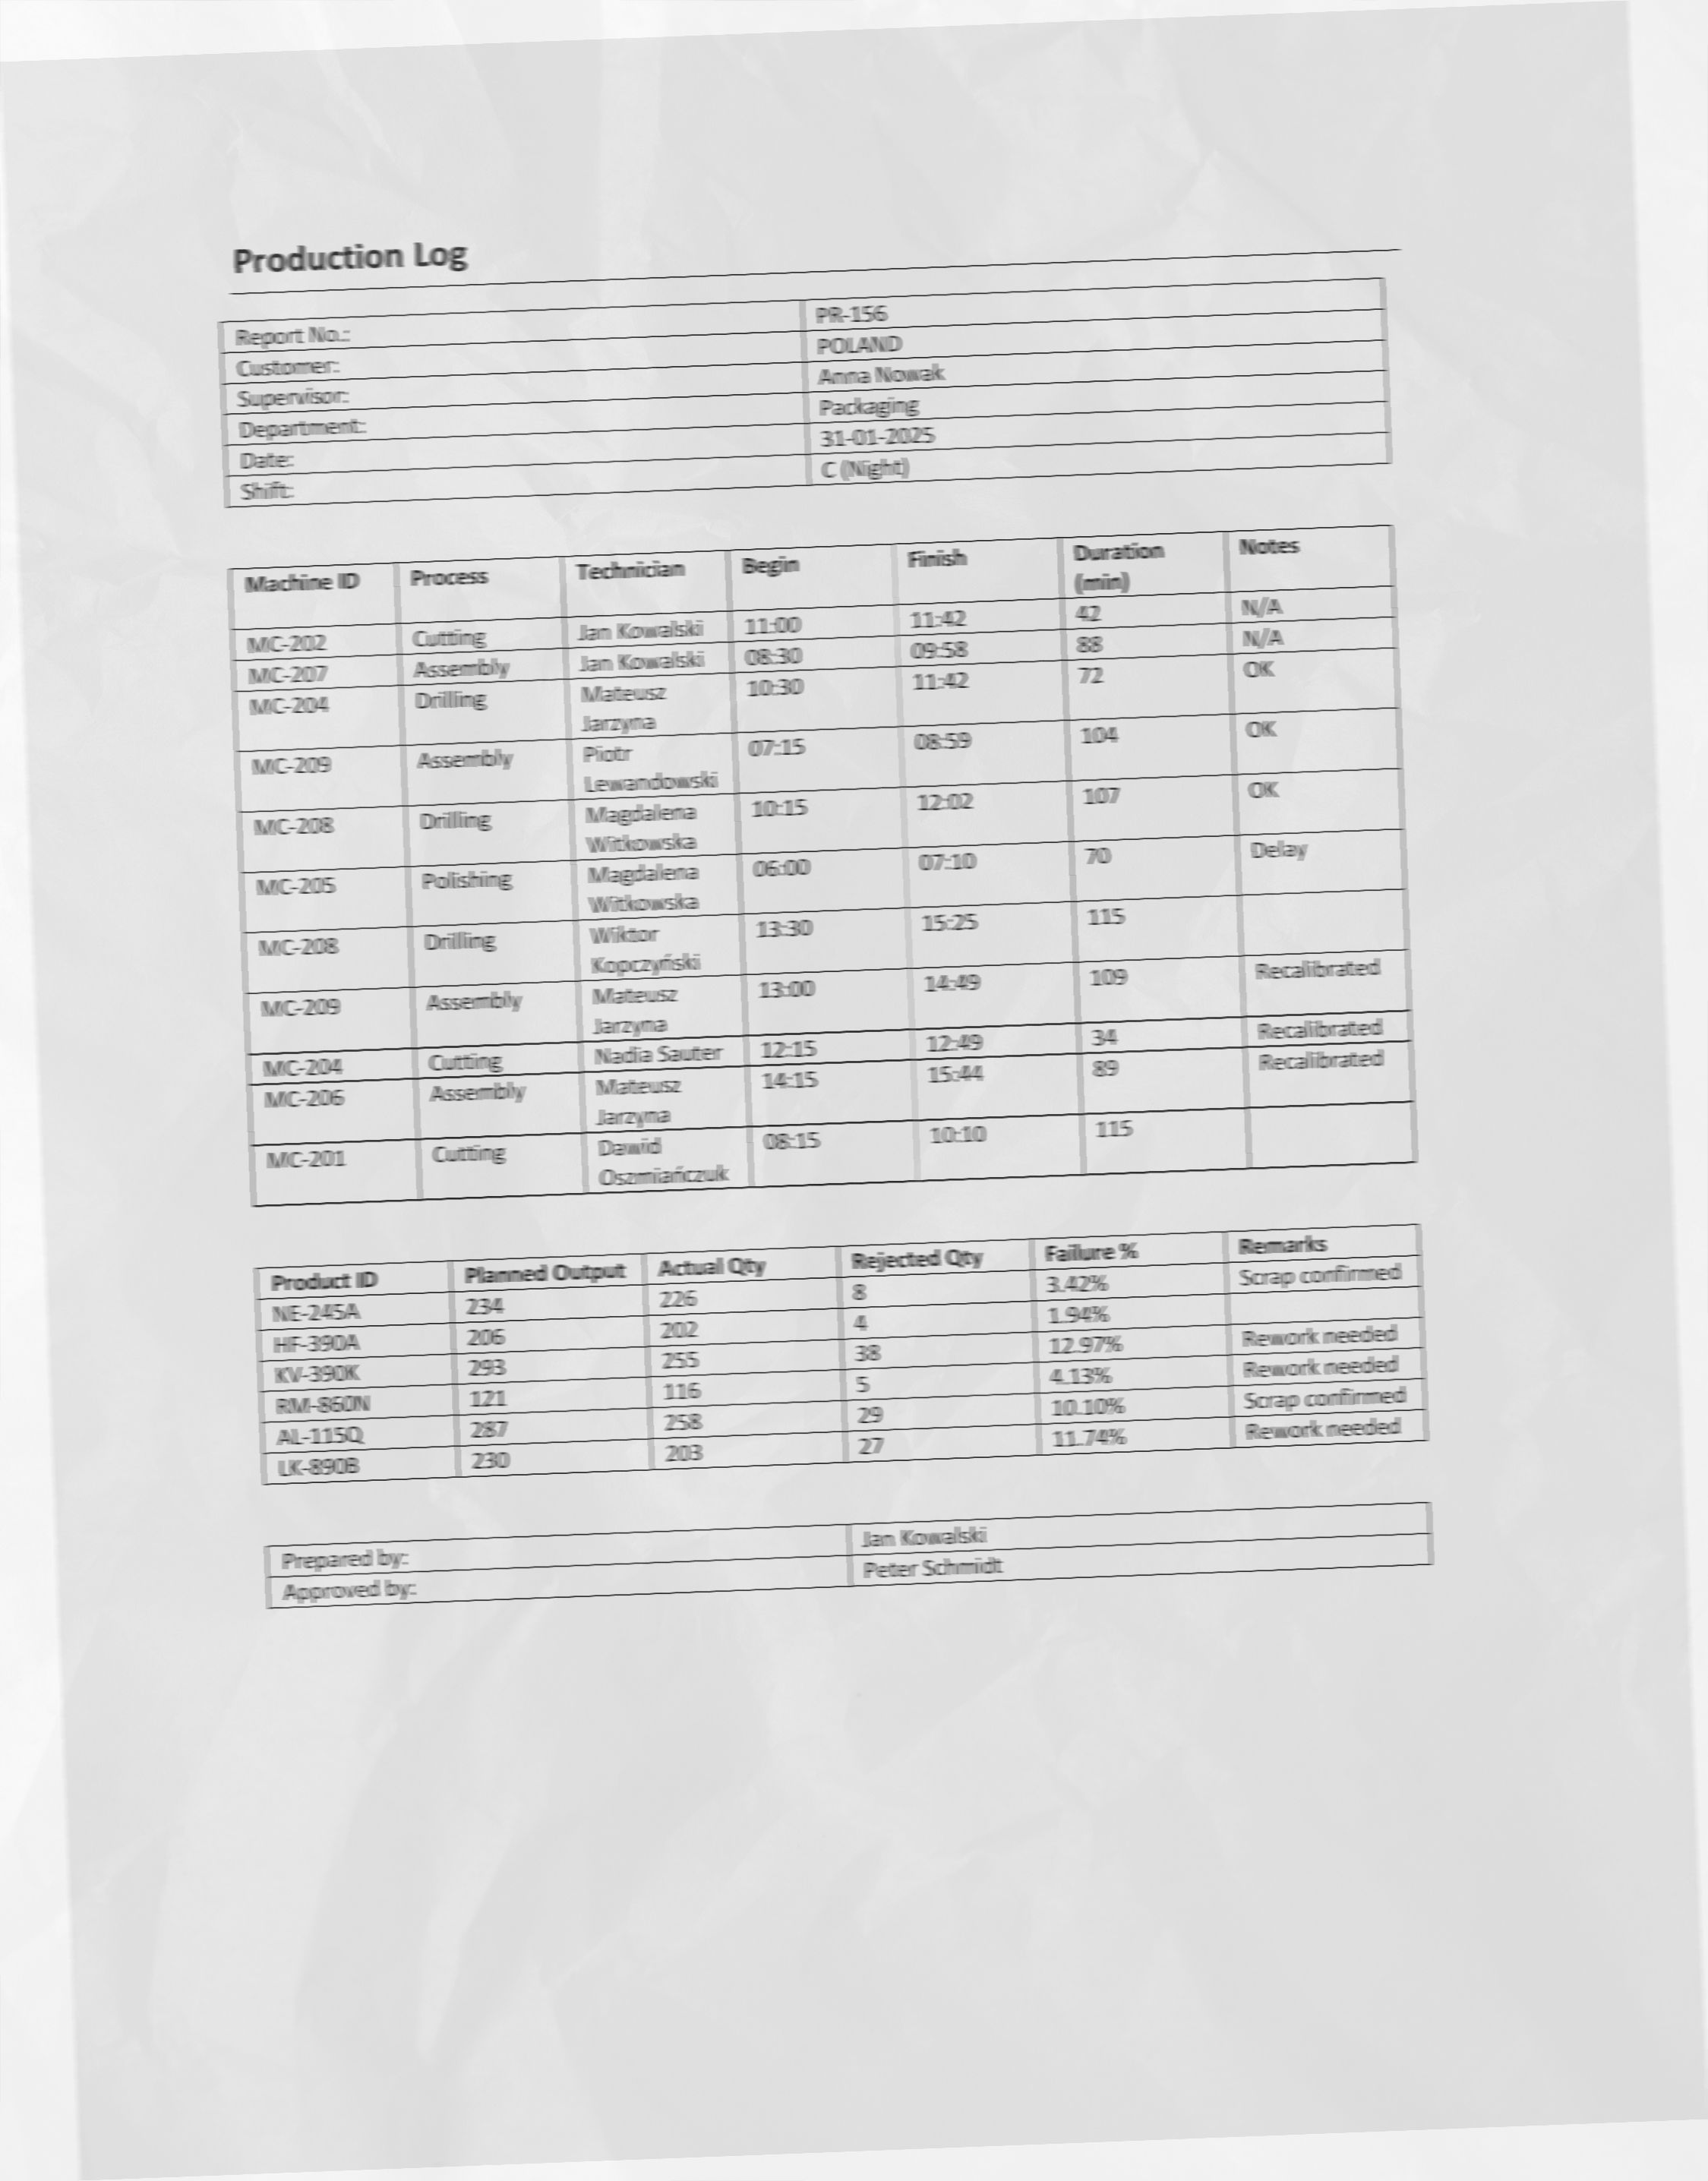 Production Log
Report No.: PR-156
Customer: POLAND
Supervisor: Anna Nowak
Department: Packaging
Date: 31-01-2025
Shift: C (Night)
Machine ID Process Technician Begin Finish Duration (min) Notes
MC-202 Cutting Jan Kowalski 11:00 11:42 42 N/A
MC-207 Assembly Jan Kowalski 08:30 09:58 88 N/A
MC-204 Drilling Mateusz Jarzyna 10:30 11:42 72 OK
MC-209 Assembly Piotr Lewandowski 07:15 08:59 104 OK
MC-208 Drilling Magdalena Witkowska 10:15 12:02 107 OK
MC-205 Polishing Magdalena Witkowska 06:00 07:10 70 Delay
MC-208 Drilling Wiktor Kopczyński 13:30 15:25 115
MC-209 Assembly Mateusz Jarzyna 13:00 14:49 109 Recalibrated
MC-204 Cutting Nadia Sauter 12:15 12:49 34 Recalibrated
MC-206 Assembly Mateusz Jarzyna 14:15 15:44 89 Recalibrated
MC-201 Cutting Dawid Oszmiańczuk 08:15 10:10 115
Product ID Planned Output Actual Qty Rejected Qty Failure % Remarks
NE-245A 234 226 8 3.42% Scrap confirmed
HF-390A 206 202 4 1.94%
KV-390K 293 255 38 12.97% Rework needed
RM-860N 121 116 5 4.13% Rework needed
AL-115Q 287 258 29 10.10% Scrap confirmed
LK-890B 230 203 27 11.74% Rework needed
Prepared by: Jan Kowalski
Approved by: Peter Schmidt